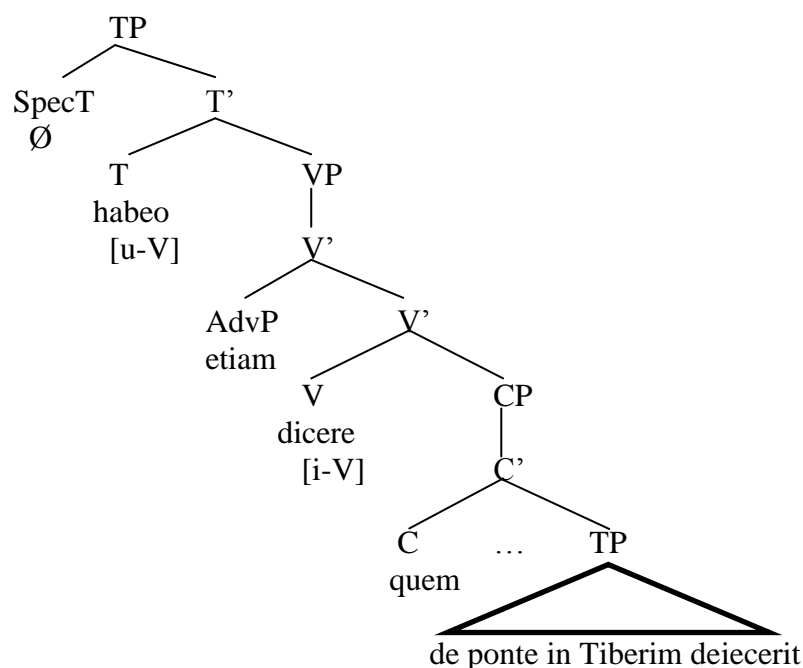 TP
SpecT T’
Ø
T VP
habeo
[u-V] V’
AdvP V’
etiam
V CP
dicere
[i-V] C’
C … TP
quem
de ponte in Tiberim deiecerit